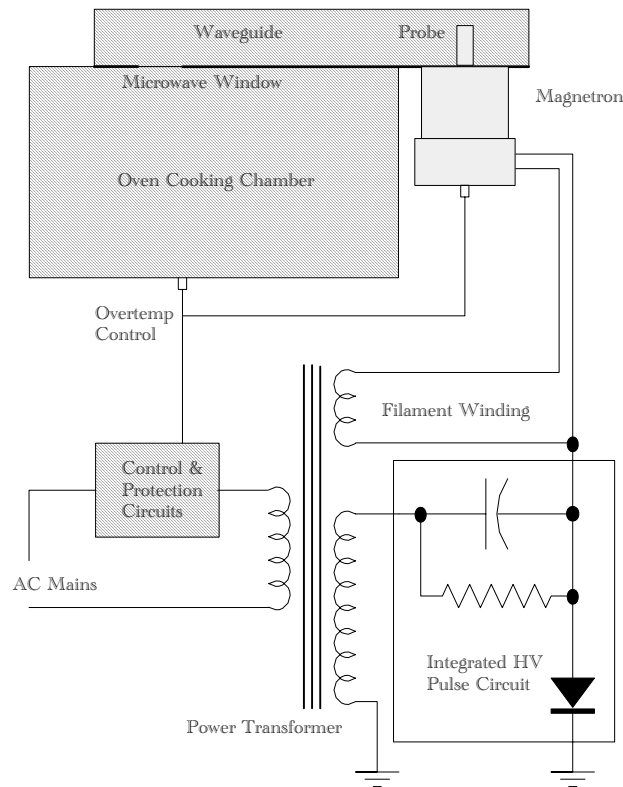 Waveguide
Probe
Microwave Window
Magnetron
Oven Cooking Chamber
Overtemp
Control
Filament Winding
Control &
Protection
Circuits
AC Mains
Integrated HV
Pulse Circuit
Power Transformer